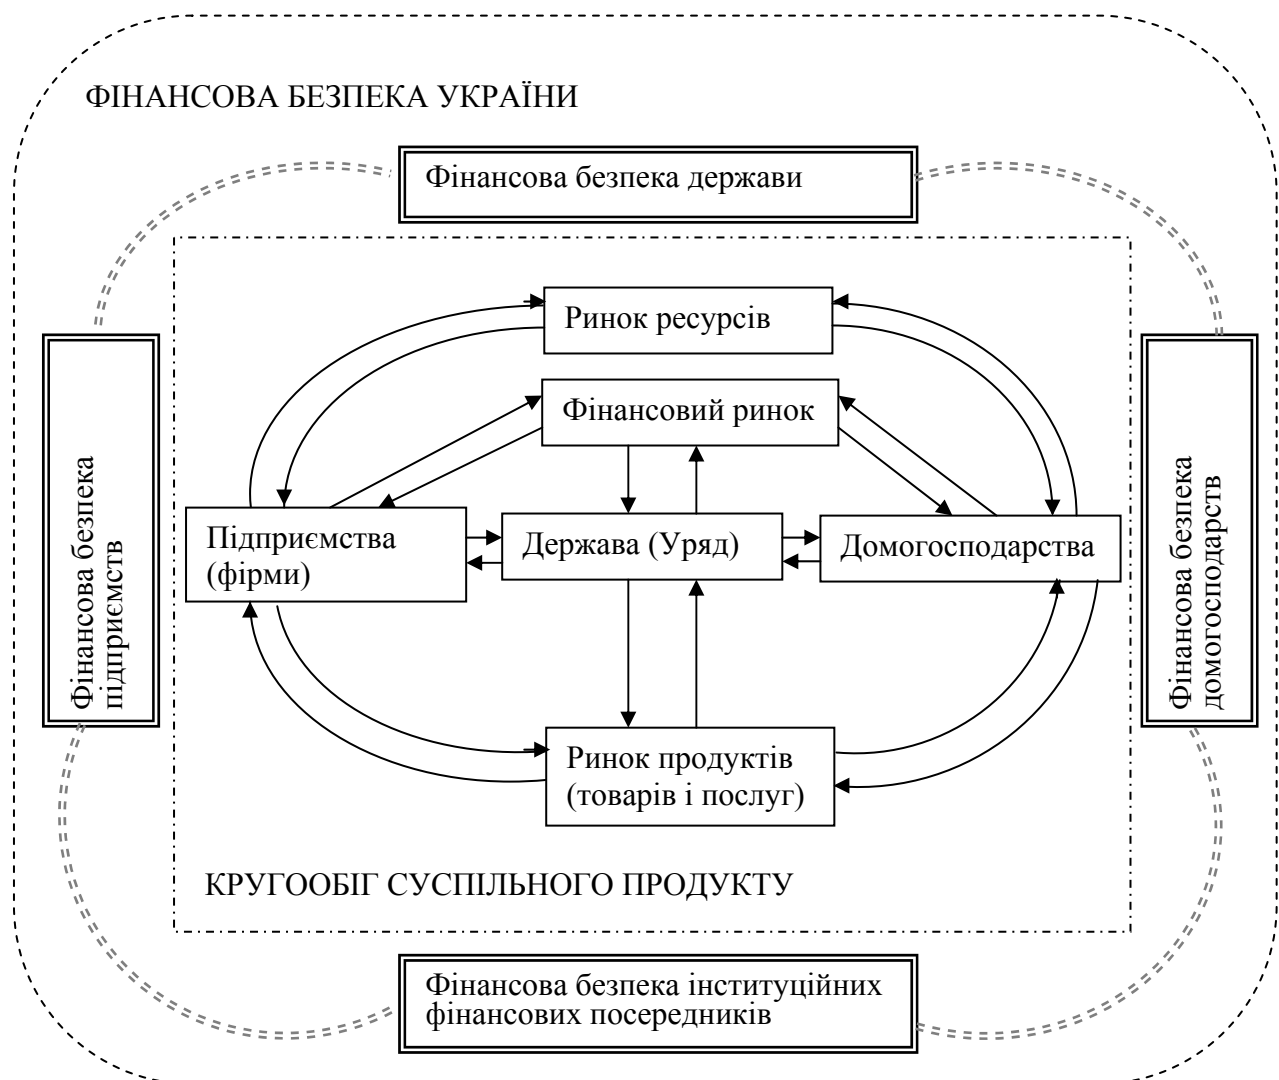 ФІНАНСОВА БЕЗПЕКА УКРАЇНИ
Фінансова безпека держави
Ринок ресурсів
Фінансовий ринок
Фінансова безпека
підприємств
Підприємства
(фірми)
Держава (Уряд)
Домогосподарства
Фінансова безпека
домогосподарств
Ринок продуктів
(товарів і послуг)
КРУГООБІГ СУСПІЛЬНОГО ПРОДУКТУ
Фінансова безпека інституційних
фінансових посередників